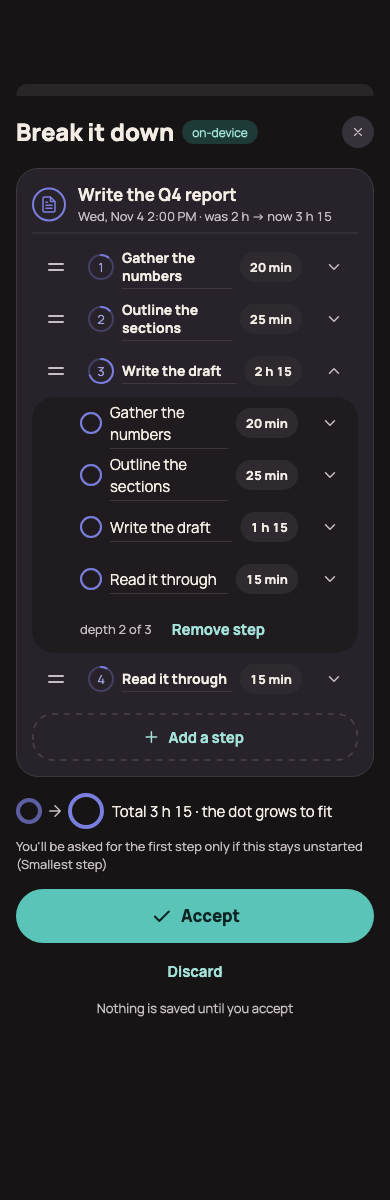 Break it down
on-device
Write the Q4 report
Wed, Nov 4 2:00 PM · was 2 h → now 3 h 15
1
Gather the
numbers
20 min
2
Outline the
sections
25 min
3
Write the draft
2 h 15
Gather the
numbers
20 min
Outline the
sections
25 min
Write the draft
1 h 15
Read it through
15 min
depth 2 of 3
Remove step
4
Read it through
15 min
+ Add a step
→ Total 3 h 15 · the dot grows to fit
You'll be asked for the first step only if this stays unstarted
(Smallest step)
Accept
Discard
Nothing is saved until you accept